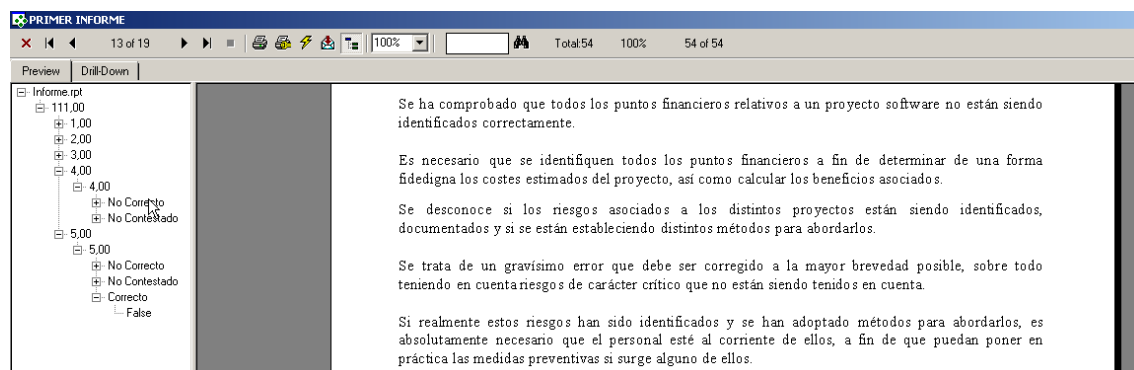 PRIMER INFORME
13 of 19 100% Total:54 100% 54 of 54
Preview Drill-Down
Informe.rpt
111,00
1,00
2,00
3,00
4,00
4,00
No Correcto
No Contestado
5,00
5,00
No Correcto
No Contestado
Correcto
False
Se ha comprobado que todos los puntos financieros relativos a un proyecto software no están siendo
identificados correctamente.
Es necesario que se identifiquen todos los puntos financieros a fin de determinar de una forma
fidedigna los costes estimados del proyecto, así como calcular los beneficios asociados.
Se desconoce si los riesgos asociados a los distintos proyectos están siendo identificados,
documentados y si se están estableciendo distintos métodos para abordarlos.
Se trata de un gravísimo error que debe ser corregido a la mayor brevedad posible, sobre todo
teniendo en cuenta riesgos de carácter crítico que no están siendo tenidos en cuenta.
Si realmente estos riesgos han sido identificados y se han adoptado métodos para abordarlos, es
absolutamente necesario que el personal esté al corriente de ellos, a fin de que puedan poner en
práctica las medidas preventivas si surge alguno de ellos.